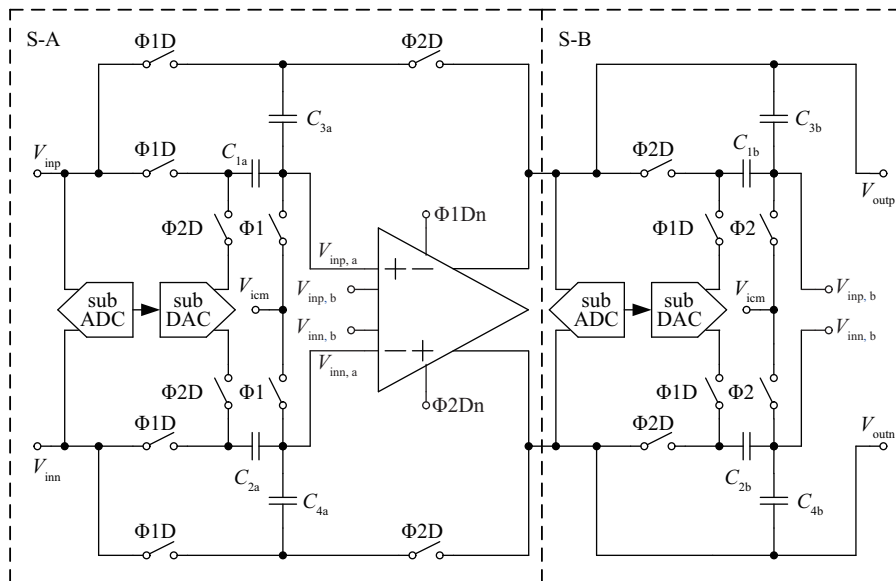 S-A
Φ1D
Φ2D
S-B
C3a
C3b
Vinp
Φ1D
C1a
Φ2D
C1b
Voutp
Φ2D
Φ1
Φ1Dn
Φ1D
Φ2
Vinp, a
Vicm
Vinp, b
Vicm
Vinp, b
sub
ADC
sub
DAC
sub
ADC
sub
DAC
Vinn, b
Vinn, b
Vinn, a
Φ2D
Φ1
Φ2Dn
Φ1D
Φ2
Φ1D
Φ2D
Vinn
C2a
C2b
Voutn
C4a
C4b
Φ1D
Φ2D